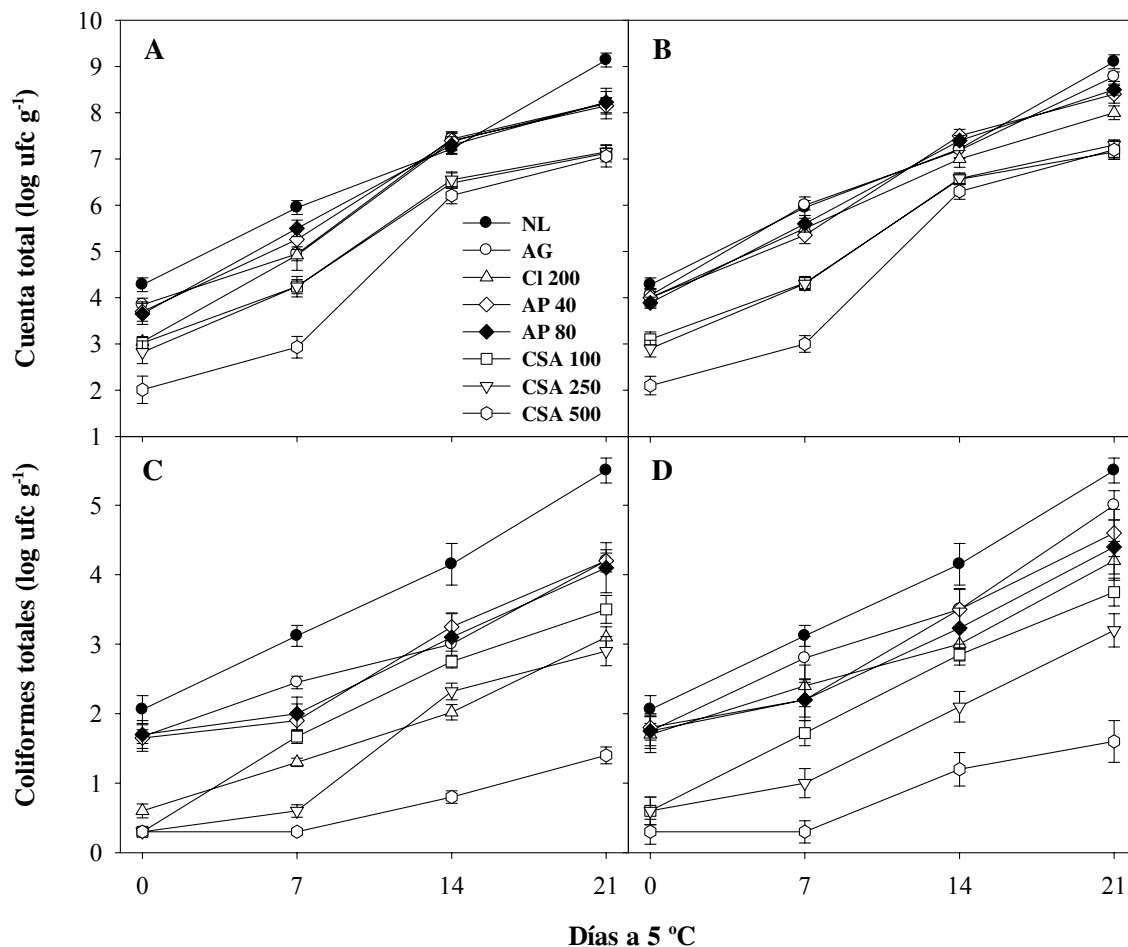 Cuenta total (log ufc g-1)
10
9
8
7
6
5
4
3
2
1
A
NL
AG
Cl 200
AP 40
AP 80
CSA 100
CSA 250
CSA 500
B
Coliformes totales (log ufc g-1)
5
4
3
2
1
0
C
D
0 7 14 21
0 7 14 21
Días a 5 ºC